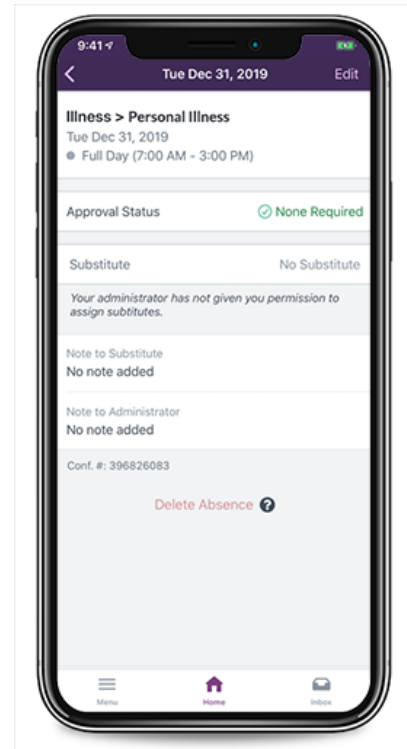 9:41
Tue Dec 31, 2019 Edit
Illness > Personal Illness
Tue Dec 31, 2019
Full Day (7:00 AM - 3:00 PM)
Approval Status None Required
Substitute No Substitute
Your administrator has not given you permission to
assign subtitutes.
Note to Substitute
No note added
Note to Administrator
No note added
Conf. #: 396826083
Delete Absence ?
Menu Home Inbox